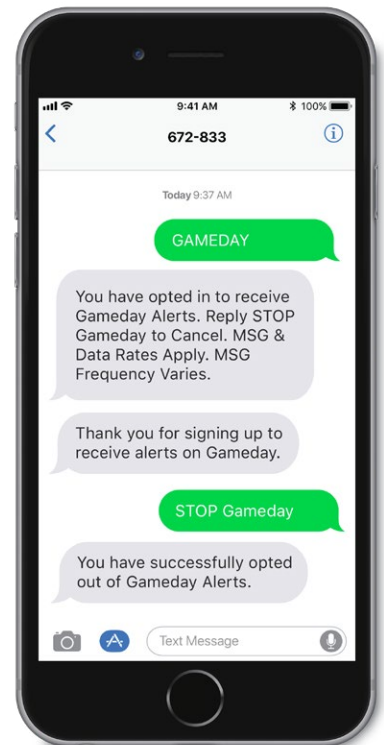 9:41 AM
100%
672-833
Today 9:37 AM
GAMEDAY
You have opted in to receive
Gameday Alerts. Reply STOP
Gameday to Cancel. MSG &
Data Rates Apply. MSG
Frequency Varies.
Thank you for signing up to
receive alerts on Gameday.
STOP Gameday
You have successfully opted
out of Gameday Alerts.
Text Message